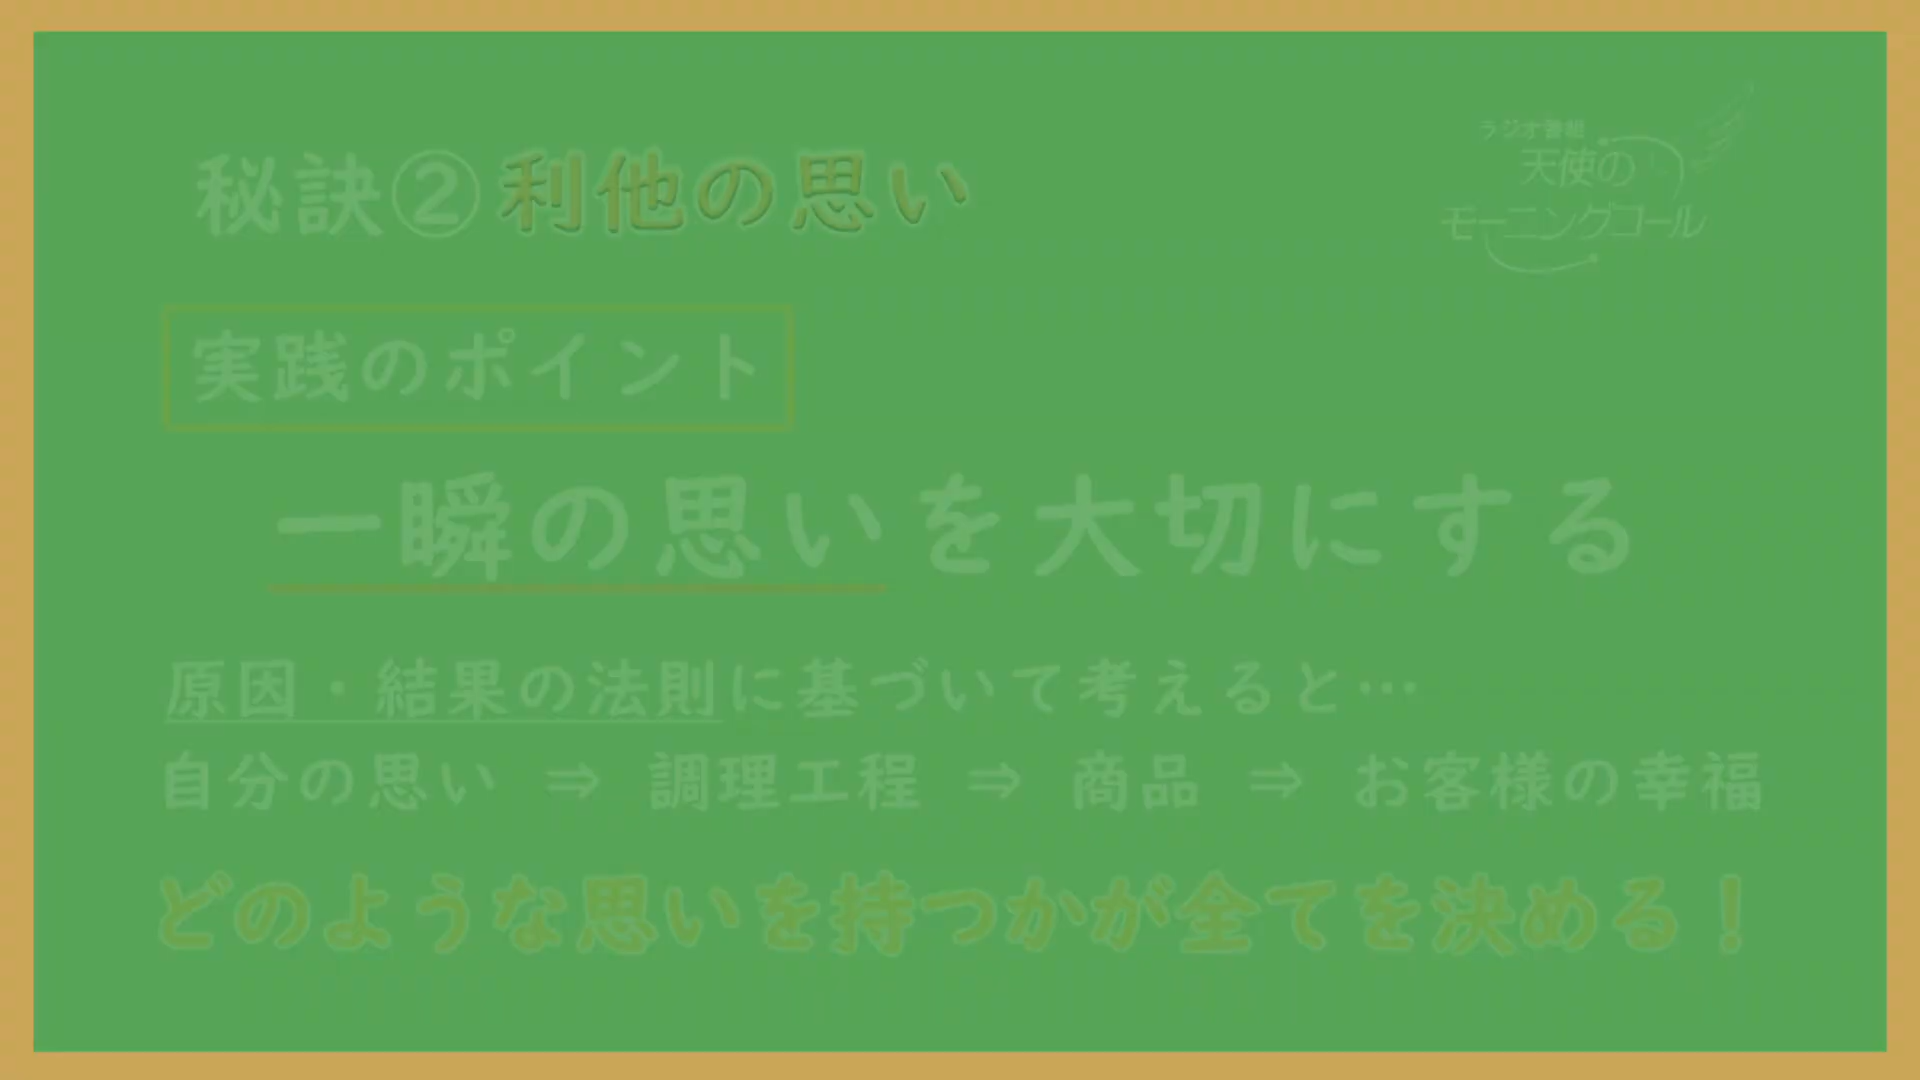 秘訣②利他の思い
ラジオ番組
天使の
モーニングコール
実践のポイント
一瞬の思いを大切にする
原因・結果の法則に基づいて考えると…
自分の思い ⇒ 調理工程 ⇒ 商品 ⇒ お客様の幸福
どのような思いを持つかが全てを決める！